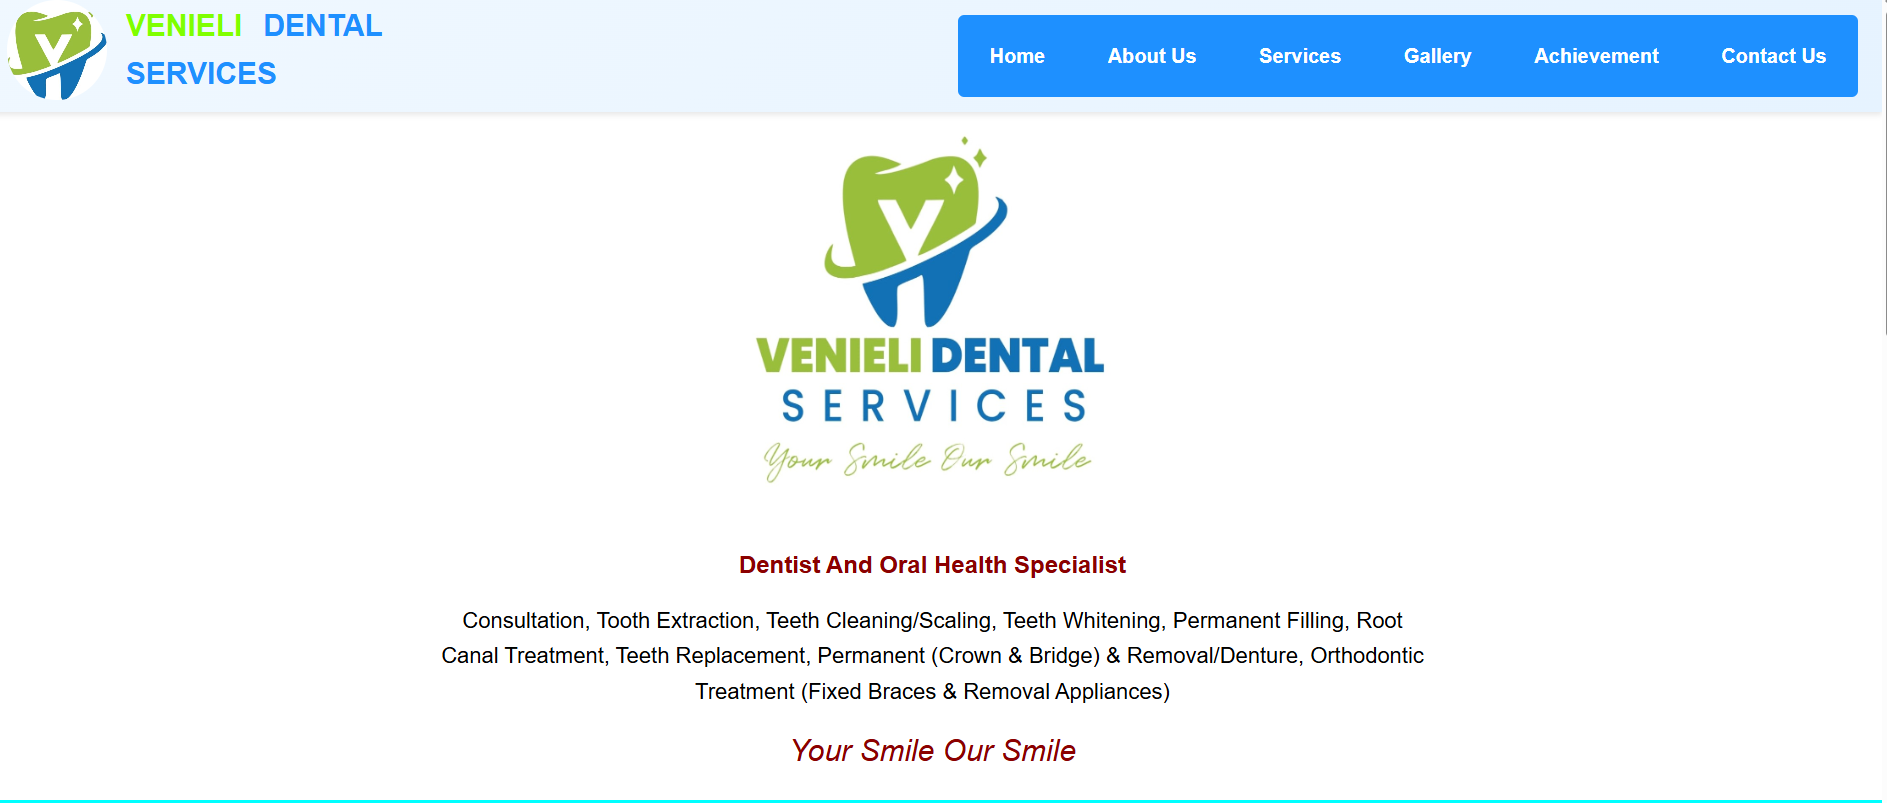 VENIELI DENTAL
SERVICES
Home About Us Services Gallery Achievement Contact Us
VENIELI DENTAL
SERVICES
Your Smile Our Smile
Dentist And Oral Health Specialist
Consultation, Tooth Extraction, Teeth Cleaning/Scaling, Teeth Whitening, Permanent Filling, Root
Canal Treatment, Teeth Replacement, Permanent (Crown & Bridge) & Removal/Denture, Orthodontic
Treatment (Fixed Braces & Removal Appliances)
Your Smile Our Smile